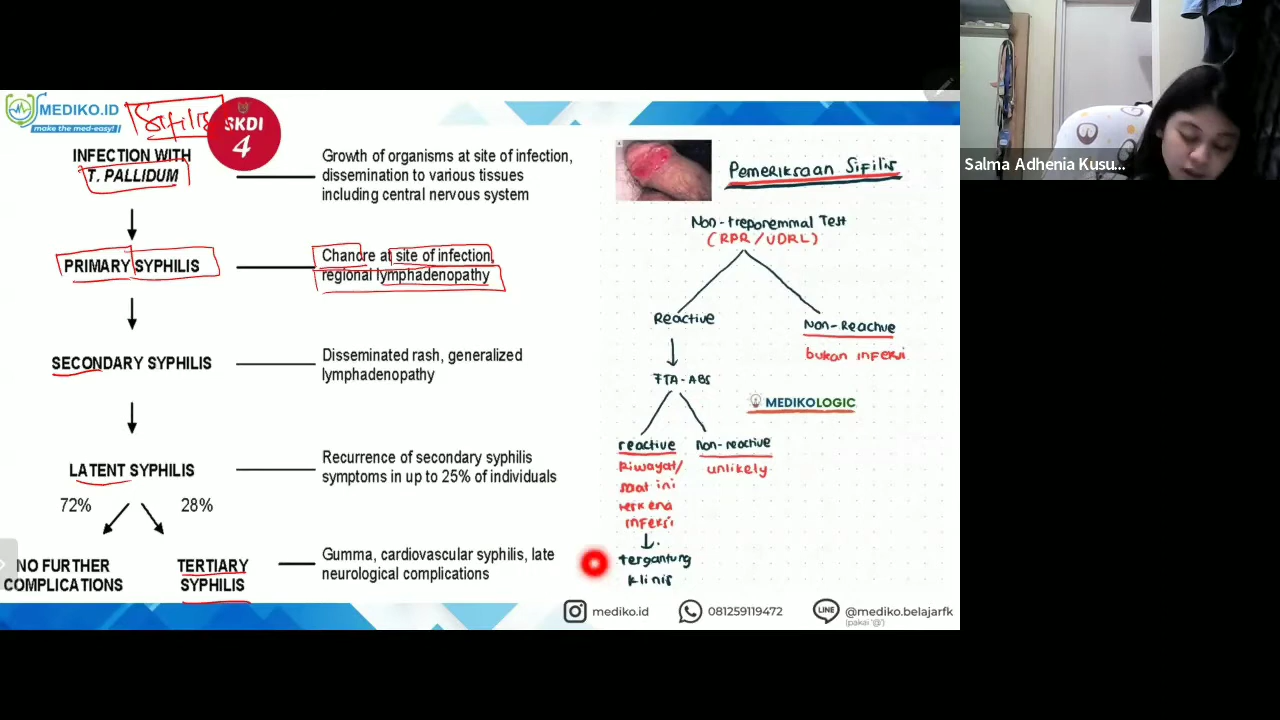 MEDIKO.ID
make the med-easy!
Sifilis
SKDI
4
INFECTION WITH
T. PALLIDUM
Growth of organisms at site of infection,
dissemination to various tissues
including central nervous system
PRIMARY SYPHILIS
Chancre at site of infection,
regional lymphadenopathy
SECONDARY SYPHILIS
Disseminated rash, generalized
lymphadenopathy
LATENT SYPHILIS
Recurrence of secondary syphilis
symptoms in up to 25% of individuals
72%
28%
NO FURTHER
COMPLICATIONS
TERTIARY
SYPHILIS
Gumma, cardiovascular syphilis, late
neurological complications
Pemeriksaan Sifilis
Non-treponemmal Test
(RPR/VDRL)
Reactive
Non-Reactive
bukan infeksi
FTA-ABS
MEDIKOLOGIC
reactive
non-reactive
Riwayat/
saat ini
terkena
infeksi
unlikely
tergantung
klinis
mediko.id
081259119472
LINE
@mediko.belajarfk
(pakai '@')
Salma Adhenia Kusu...